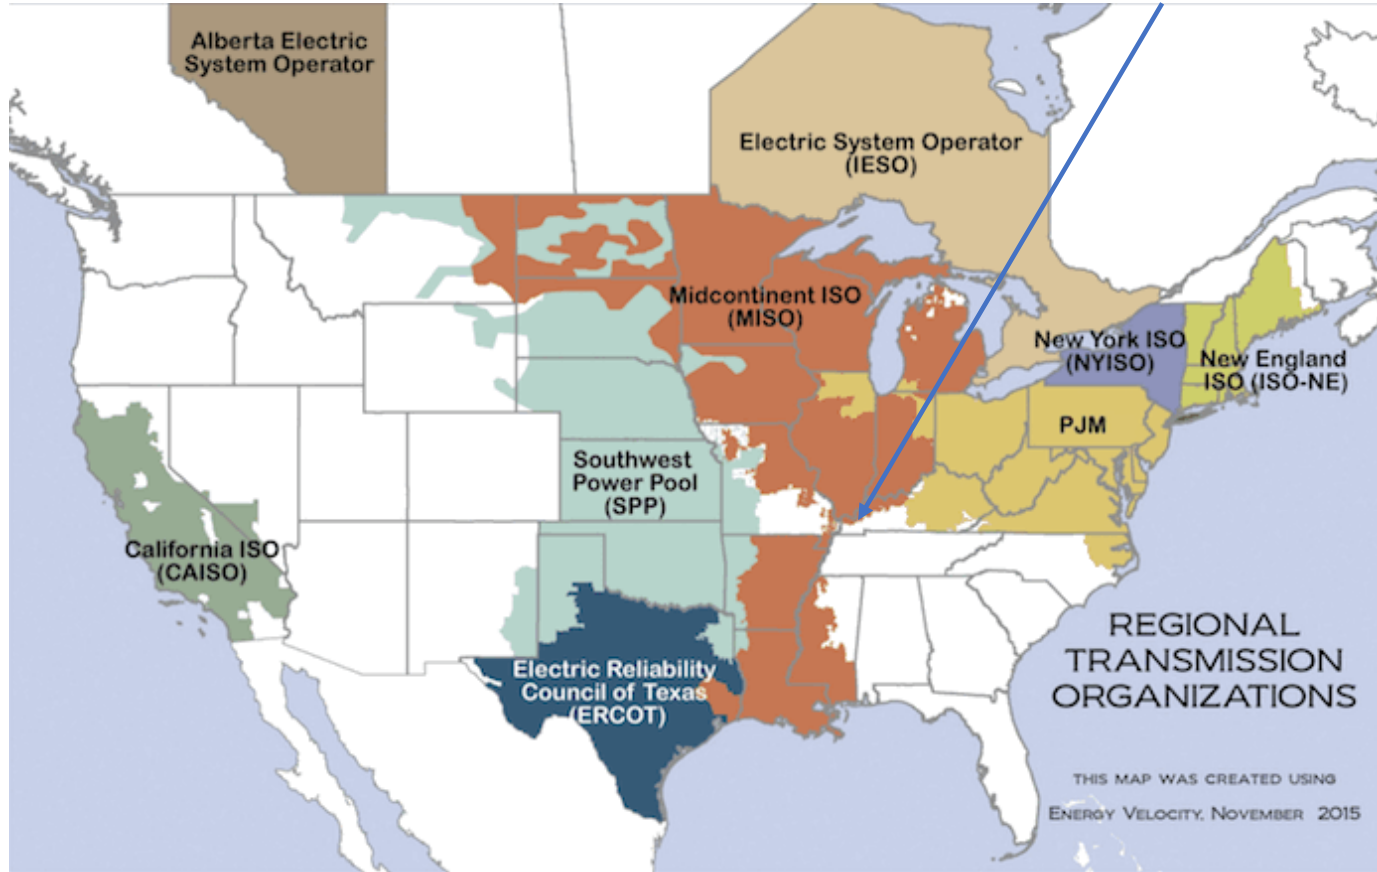 Alberta Electric
System Operator
Electric System Operator
(IESO)
Midcontinent ISO
(MISO)
New York ISO
(NYISO)
New England
ISO (ISO-NE)
PJM
Southwest
Power Pool
(SPP)
California ISO
(CAISO)
Electric Reliability
Council of Texas
(ERCOT)
REGIONAL
TRANSMISSION
ORGANIZATIONS
THIS MAP WAS CREATED USING
ENERGY VELOCITY, NOVEMBER 2015